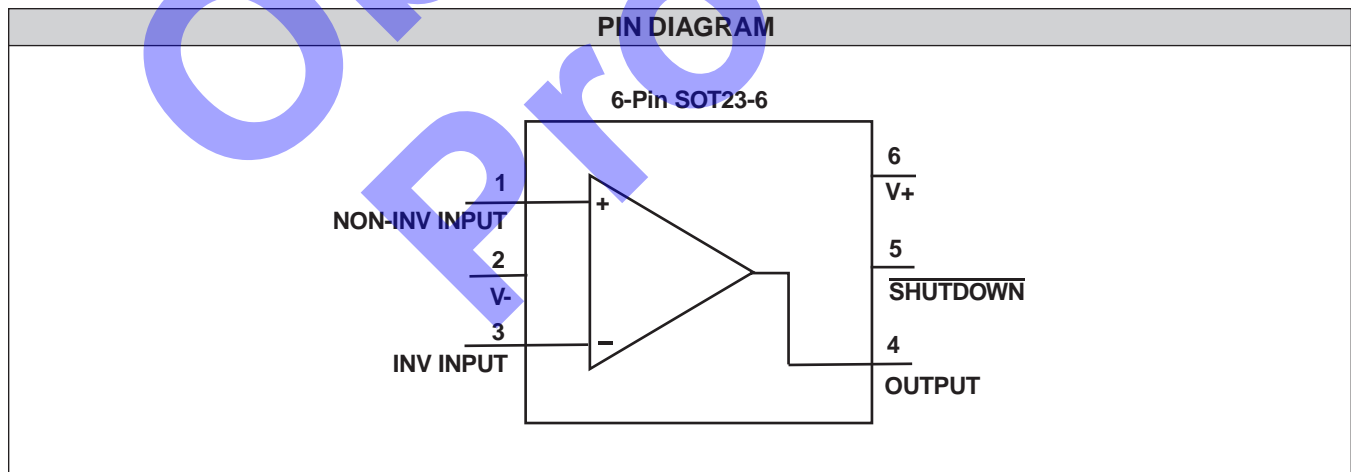 PIN DIAGRAM
6-Pin SOT23-6
1
NON-INV INPUT
2
V-
3
INV INPUT
+
–
6
V+
5
SHUTDOWN
4
OUTPUT
Pro